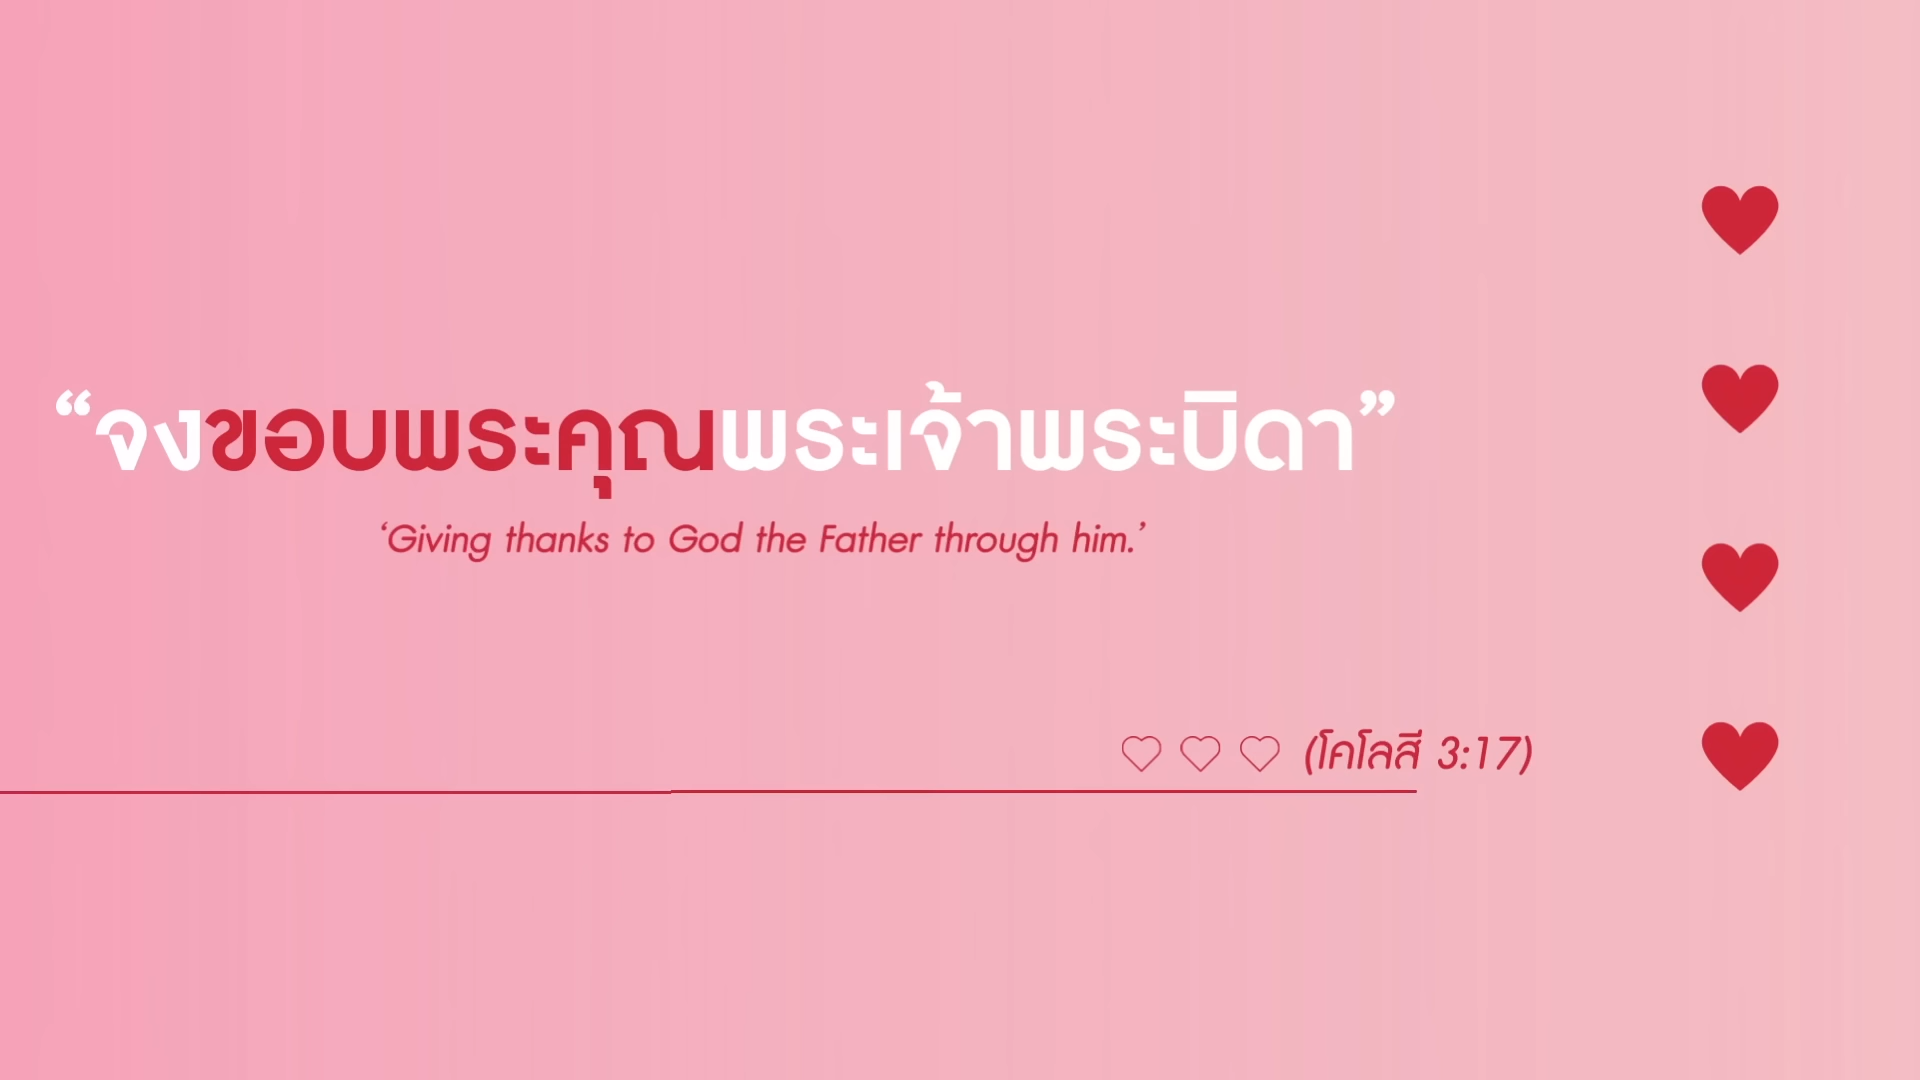 “จงขอบพระคุณพระเจ้าพระบิดา”
‘Giving thanks to God the Father through him.’
(โคโลสี 3:17)